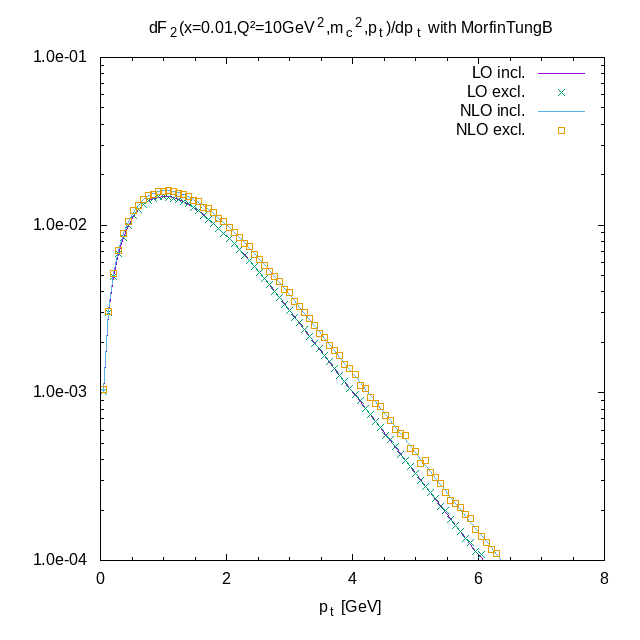 dF2(x=0.01,Q²=10GeV2,mc2,pt)/dpt with MorfinTungB
1.0e-01
LO incl.
LO excl.
NLO incl.
NLO excl.
1.0e-02
1.0e-03
1.0e-04
0 2 4 6 8
pt [GeV]